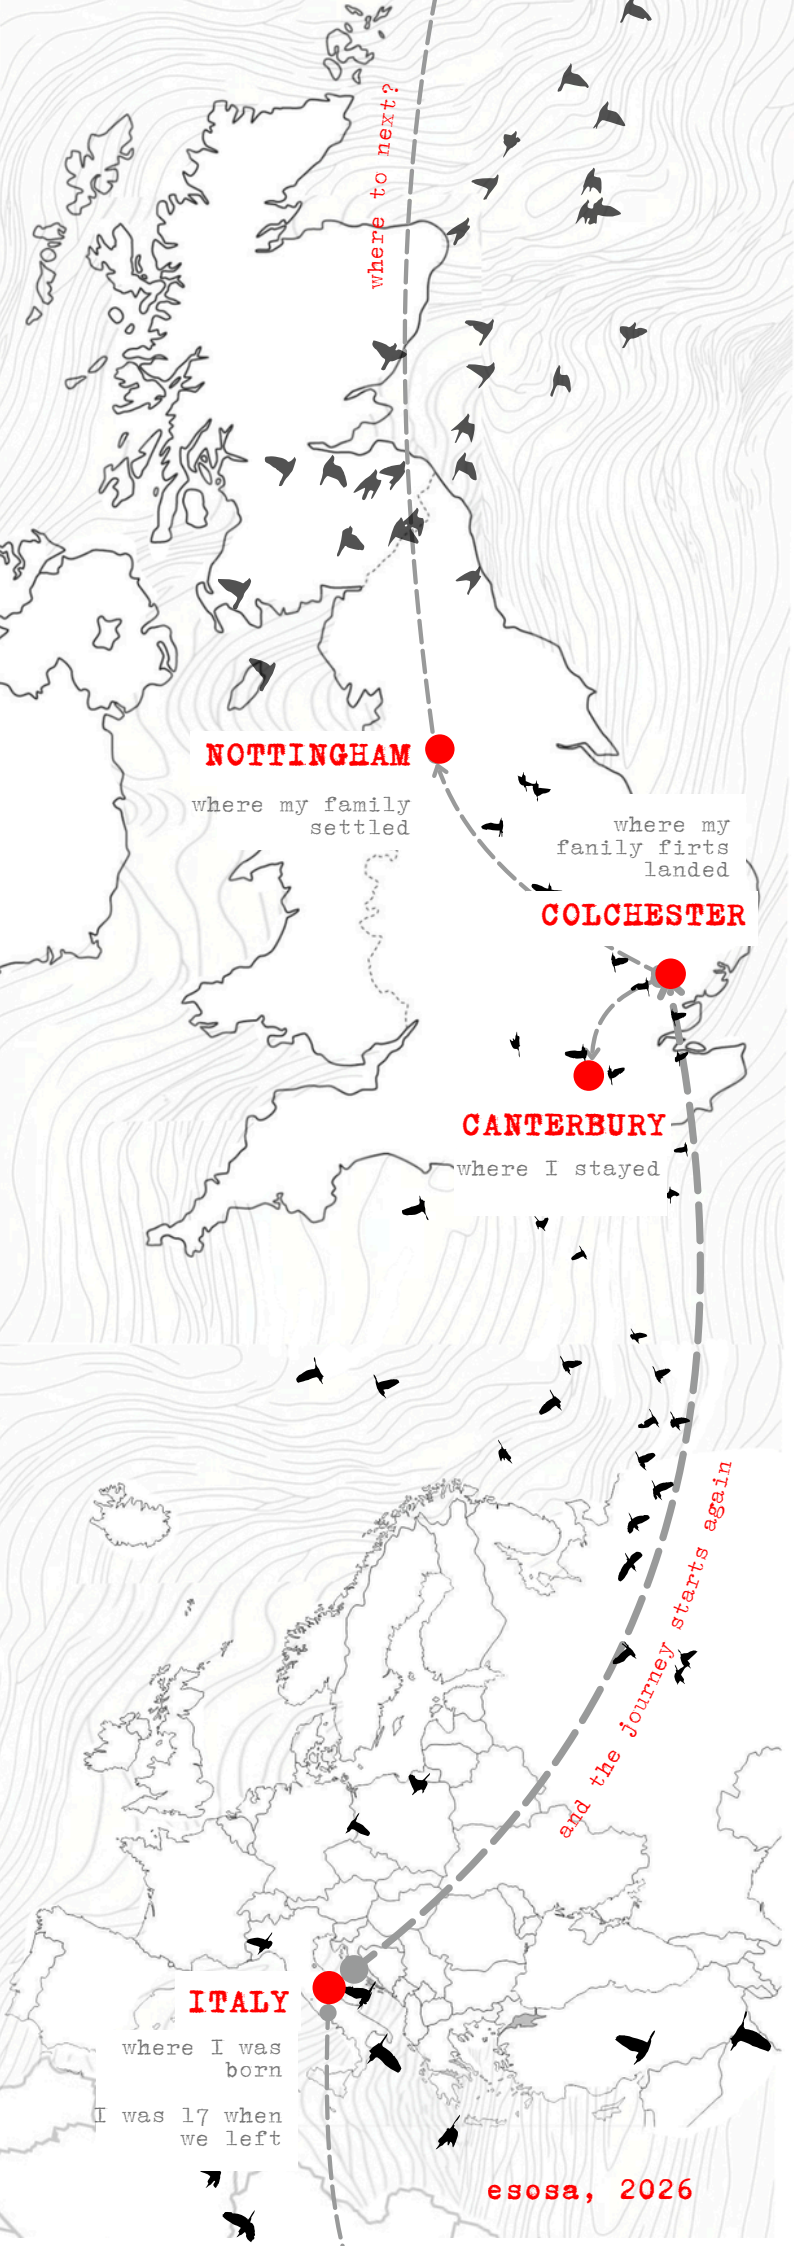 where to next?
NOTTINGHAM
where my family
settled
where my
fanily firts
landed
COLCHESTER
CANTERBURY
where I stayed
and the journey starts again
ITALY
where I was
born
I was 17 when
we left
esosa, 2026